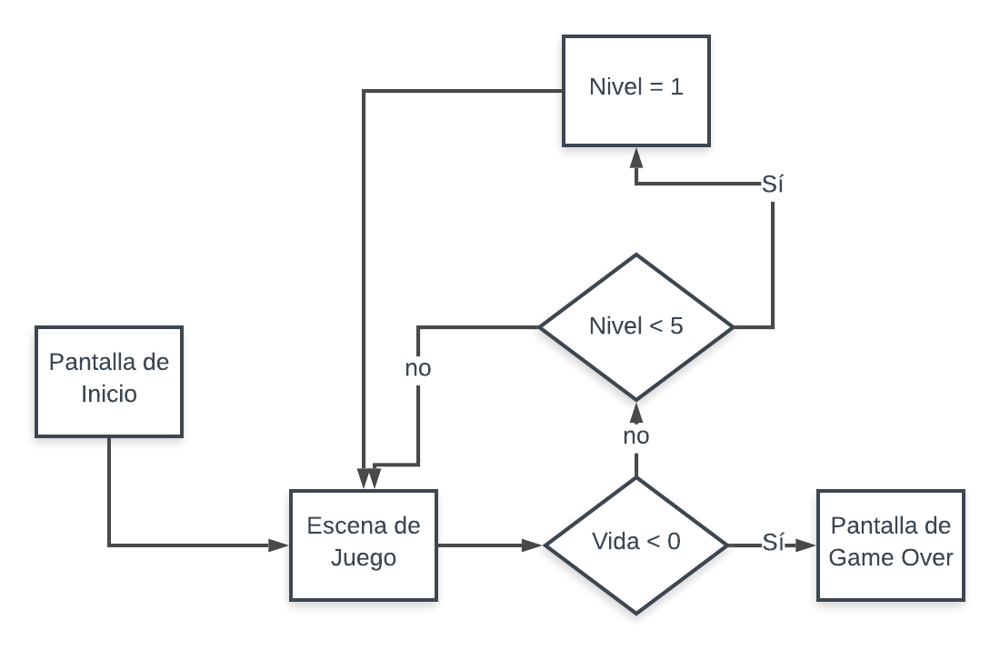 Nivel = 1
Sí
Nivel < 5
no
Pantalla de
Inicio
no
Escena de
Juego
Vida < 0
Sí
Pantalla de
Game Over